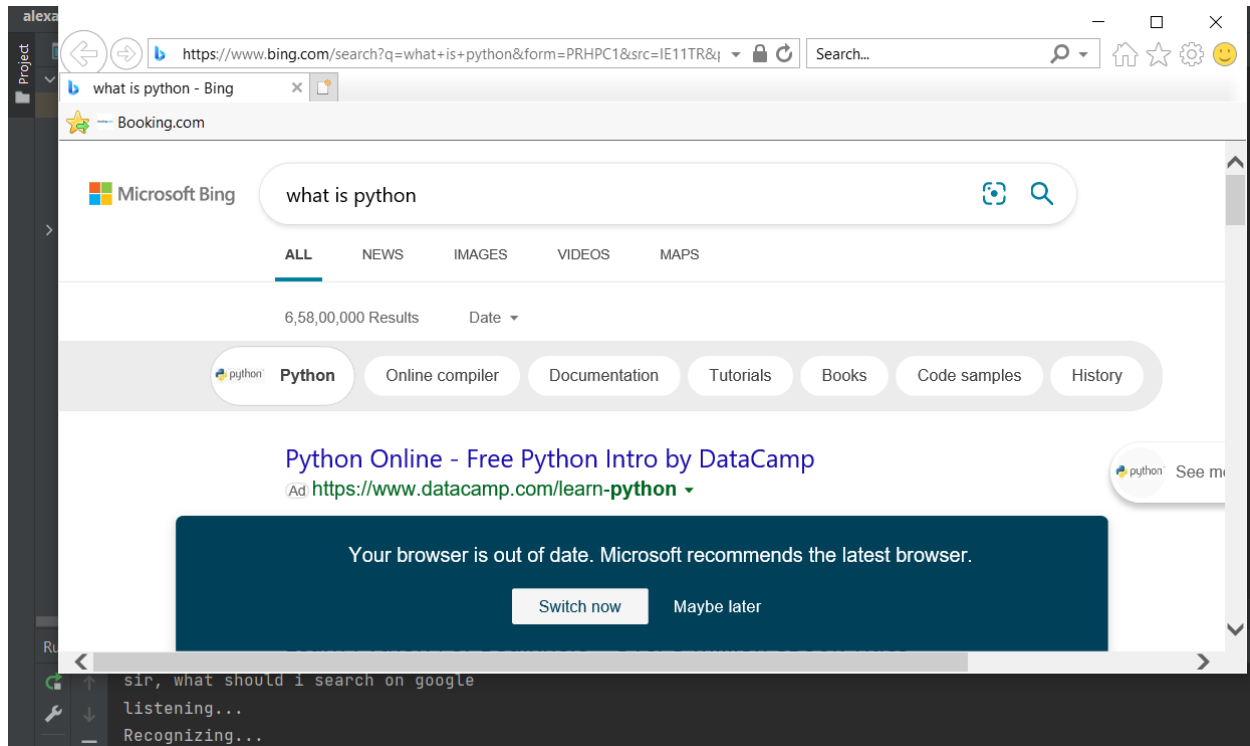 alexa
Project
https://www.bing.com/search?q=what+is+python&form=PRHPC1&src=IE11TR&
Search...
what is python - Bing
Booking.com
Microsoft Bing
what is python
ALL NEWS IMAGES VIDEOS MAPS
6,58,00,000 Results Date
python Python Online compiler Documentation Tutorials Books Code samples History
Python Online - Free Python Intro by DataCamp
Ad https://www.datacamp.com/learn-python
python See m
Your browser is out of date. Microsoft recommends the latest browser.
Switch now Maybe later
Ru
sir, what should i search on google
listening...
Recognizing...